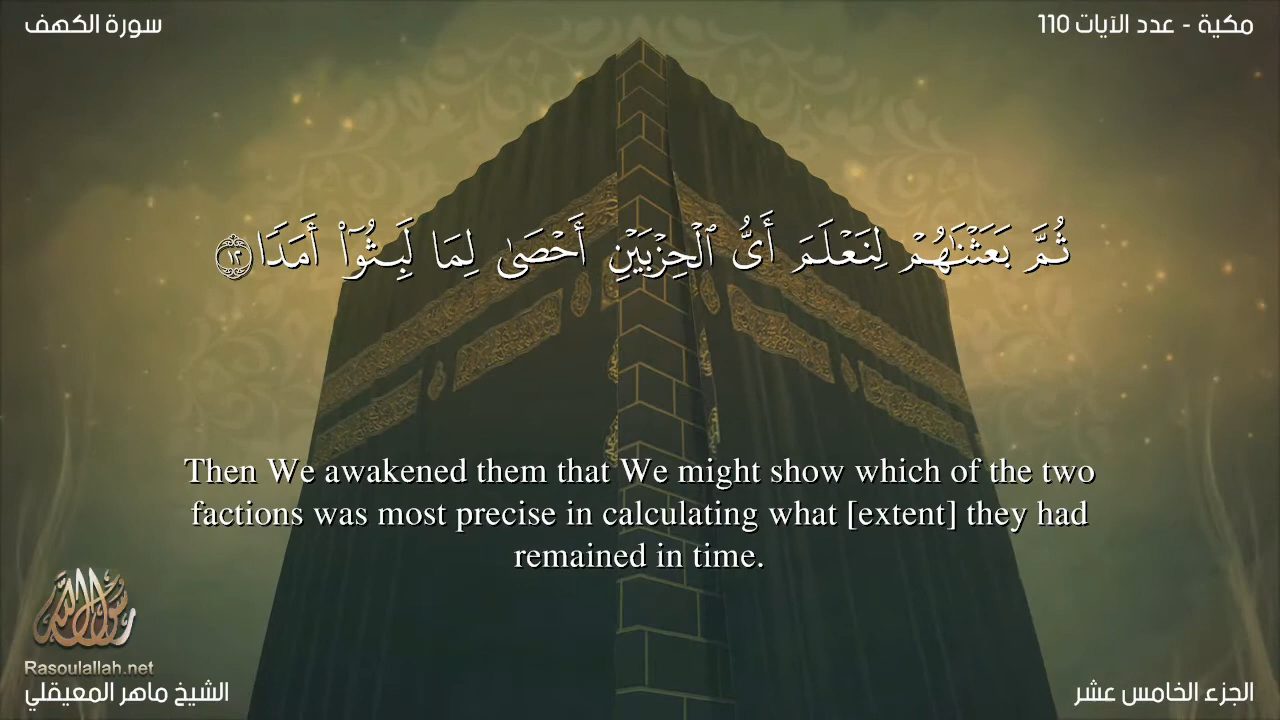 سورة الكهف
مكية - عدد الآيات 110
ثُمَّ بَعَثْنَٰهُمْ لِنَعْلَمَ أَىُّ ٱلْحِزْبَيْنِ أَحْصَىٰ لِمَا لَبِثُوٓا۟ أَمَدًا ١٢
Then We awakened them that We might show which of the two
factions was most precise in calculating what [extent] they had
remained in time.
رسول الله
Rasoulallah.net
الشيخ ماهر المعيقلي
الجزء الخامس عشر